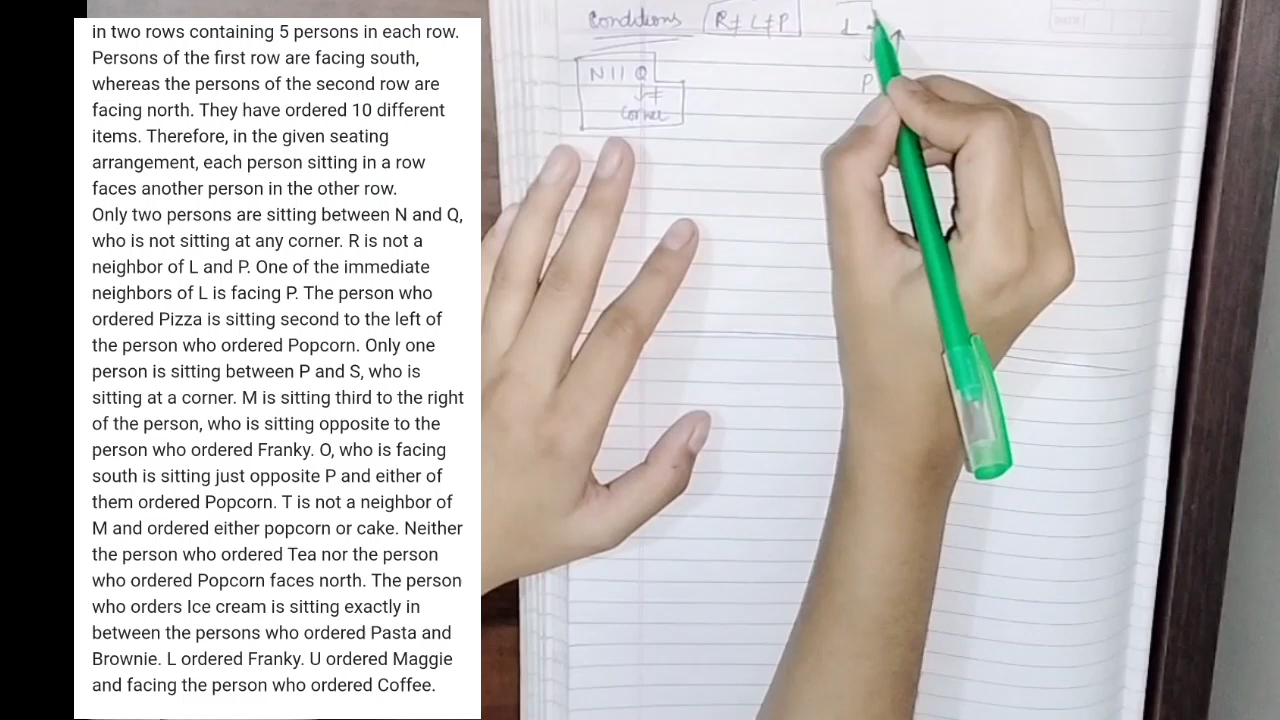 in two rows containing 5 persons in each row.
Persons of the first row are facing south,
whereas the persons of the second row are
facing north. They have ordered 10 different
items. Therefore, in the given seating
arrangement, each person sitting in a row
faces another person in the other row.
Only two persons are sitting between N and Q,
who is not sitting at any corner. R is not a
neighbor of L and P. One of the immediate
neighbors of L is facing P. The person who
ordered Pizza is sitting second to the left of
the person who ordered Popcorn. Only one
person is sitting between P and S, who is
sitting at a corner. M is sitting third to the right
of the person, who is sitting opposite to the
person who ordered Franky. O, who is facing
south is sitting just opposite P and either of
them ordered Popcorn. T is not a neighbor of
M and ordered either popcorn or cake. Neither
the person who ordered Tea nor the person
who ordered Popcorn faces north. The person
who orders Ice cream is sitting exactly in
between the persons who ordered Pasta and
Brownie. L ordered Franky. U ordered Maggie
and facing the person who ordered Coffee.
Conditions R ≠ L ≠ P L
N I I Q
P
≠
Corner
DATE